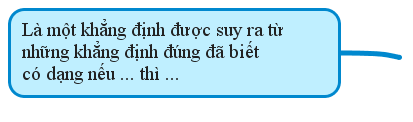 Là một khẳng định được suy ra từ
những khẳng định đúng đã biết
có dạng nếu ... thì ...